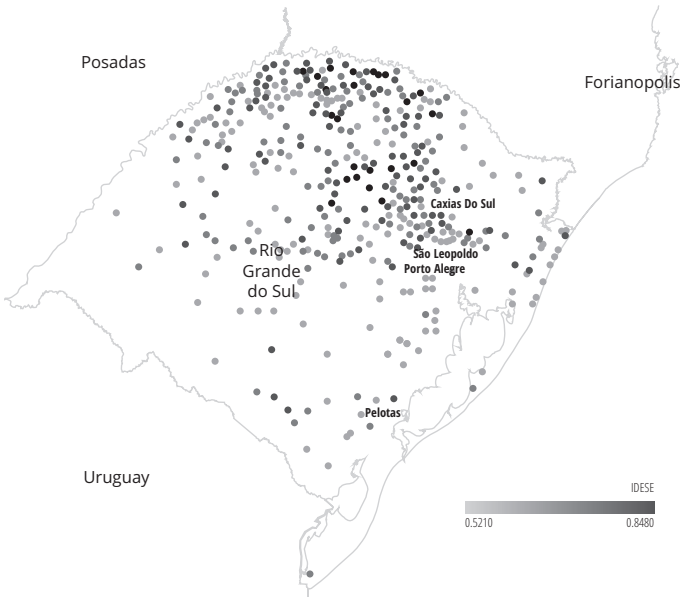 Posadas
Forianopolis
Caxias Do Sul
Rio
Grande
do Sul
São Leopoldo
Porto Alegre
Pelotas
Uruguay
IDESE
0.5210 0.8480